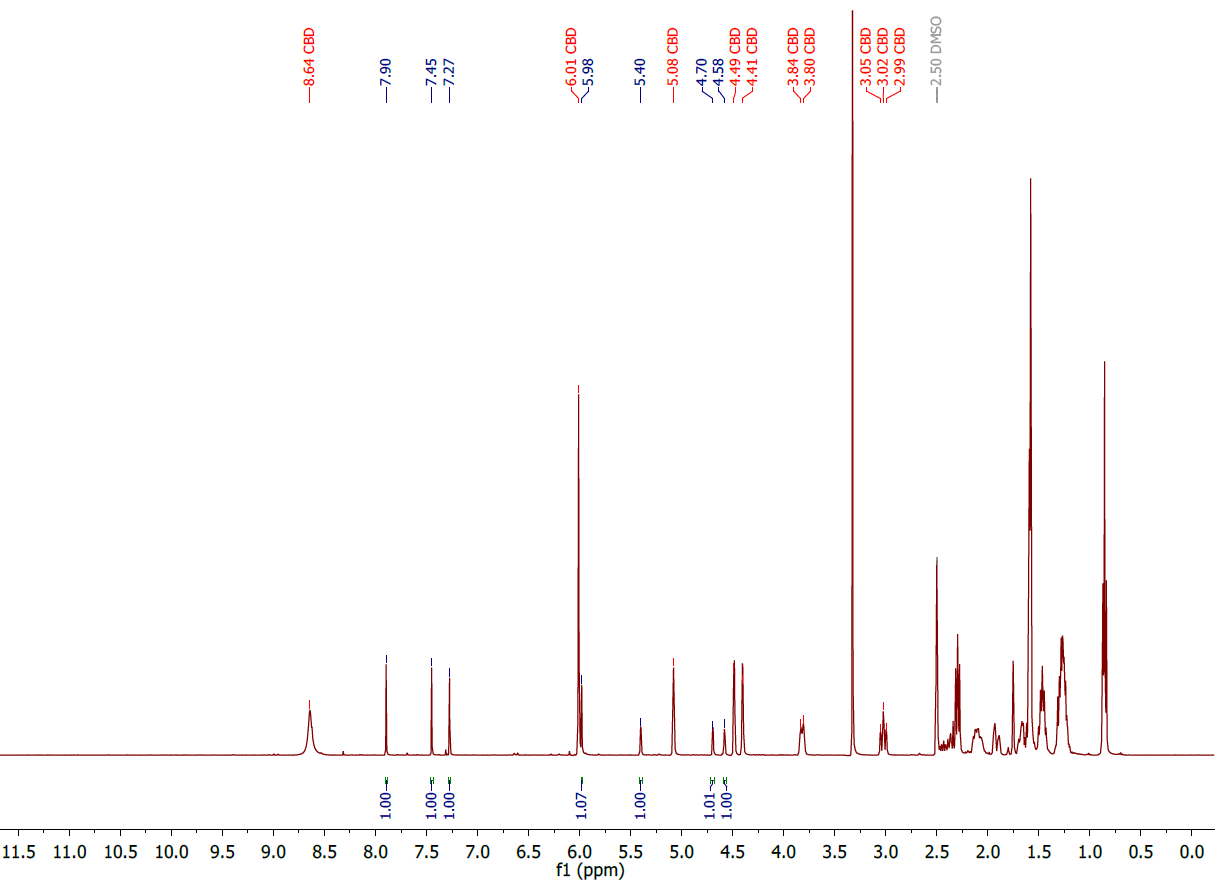 8.64 CBD
7.90
7.45
7.27
6.01 CBD
5.98
5.40
5.08 CBD
4.70
4.58
4.49 CBD
4.41 CBD
3.84 CBD
3.80 CBD
3.05 CBD
3.02 CBD
2.99 CBD
2.50 DMSO
1.00
1.00
1.00
1.07
1.00
1.01
1.00
11.5 11.0 10.5 10.0 9.5 9.0 8.5 8.0 7.5 7.0 6.5 6.0 5.5 5.0 4.5 4.0 3.5 3.0 2.5 2.0 1.5 1.0 0.5 0.0
f1 (ppm)